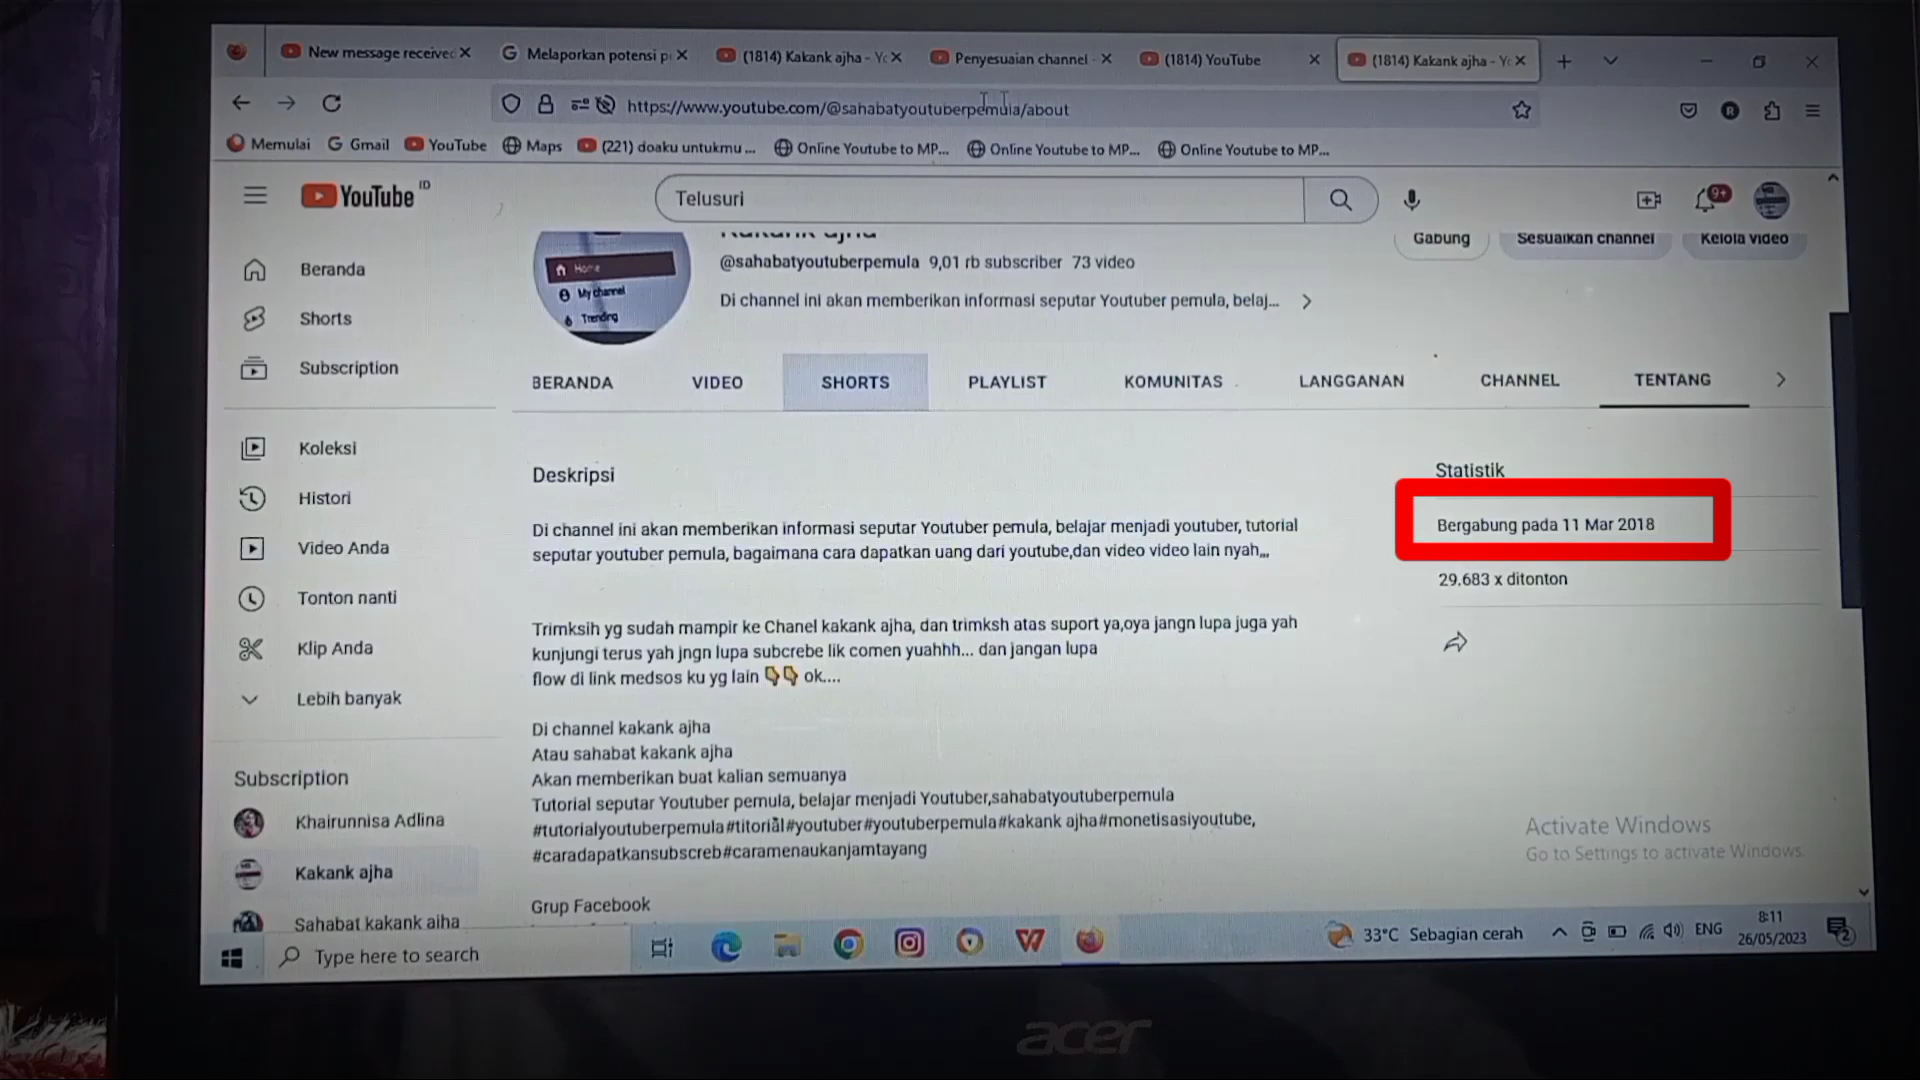 New message received
Melaporkan potensi p
(1814) Kakank ajha - Yo
Penyesuaian channel -
(1814) YouTube
(1814) Kakank ajha - Yo
https://www.youtube.com/@sahabatyoutuberpemula/about
Memulai
Gmail
YouTube
Maps
(221) doaku untukmu ...
Online Youtube to MP...
Online Youtube to MP...
Online Youtube to MP...
YouTube ID
Telusuri
9+
Kakank ajha
Gabung
Sesuaikan channel
Kelola video
@sahabatyoutuberpemula 9,01 rb subscriber 73 video
Di channel ini akan memberikan informasi seputar Youtuber pemula, belaj...
Home
My channel
Trending
Beranda
Shorts
Subscription
BERANDA
VIDEO
SHORTS
PLAYLIST
KOMUNITAS
LANGGANAN
CHANNEL
TENTANG
Koleksi
Histori
Video Anda
Tonton nanti
Klip Anda
Lebih banyak
Subscription
Khairunnisa Adlina
Kakank ajha
Sahabat kakank ajha
Deskripsi
Di channel ini akan memberikan informasi seputar Youtuber pemula, belajar menjadi youtuber, tutorial
seputar youtuber pemula, bagaimana cara dapatkan uang dari youtube,dan video video lain nyah,,,
Trimksih yg sudah mampir ke Chanel kakank ajha, dan trimksh atas suport ya,oya jangn lupa juga yah
kunjungi terus yah jngn lupa subcrebe lik comen yuahhh... dan jangan lupa
flow di link medsos ku yg lain 👇👇 ok....
Di channel kakank ajha
Atau sahabat kakank ajha
Akan memberikan buat kalian semuanya
Tutorial seputar Youtuber pemula, belajar menjadi Youtuber,sahabatyoutuberpemula
#tutorialyoutuberpemula#titorial#youtuber#youtuberpemula#kakank ajha#monetisasiyoutube,
#caradapatkansubscreb#caramenaukanjamtayang
Grup Facebook
Statistik
Bergabung pada 11 Mar 2018
29.683 x ditonton
Activate Windows
Go to Settings to activate Windows.
Type here to search
33°C Sebagian cerah
ENG
8:11
26/05/2023
2
acer